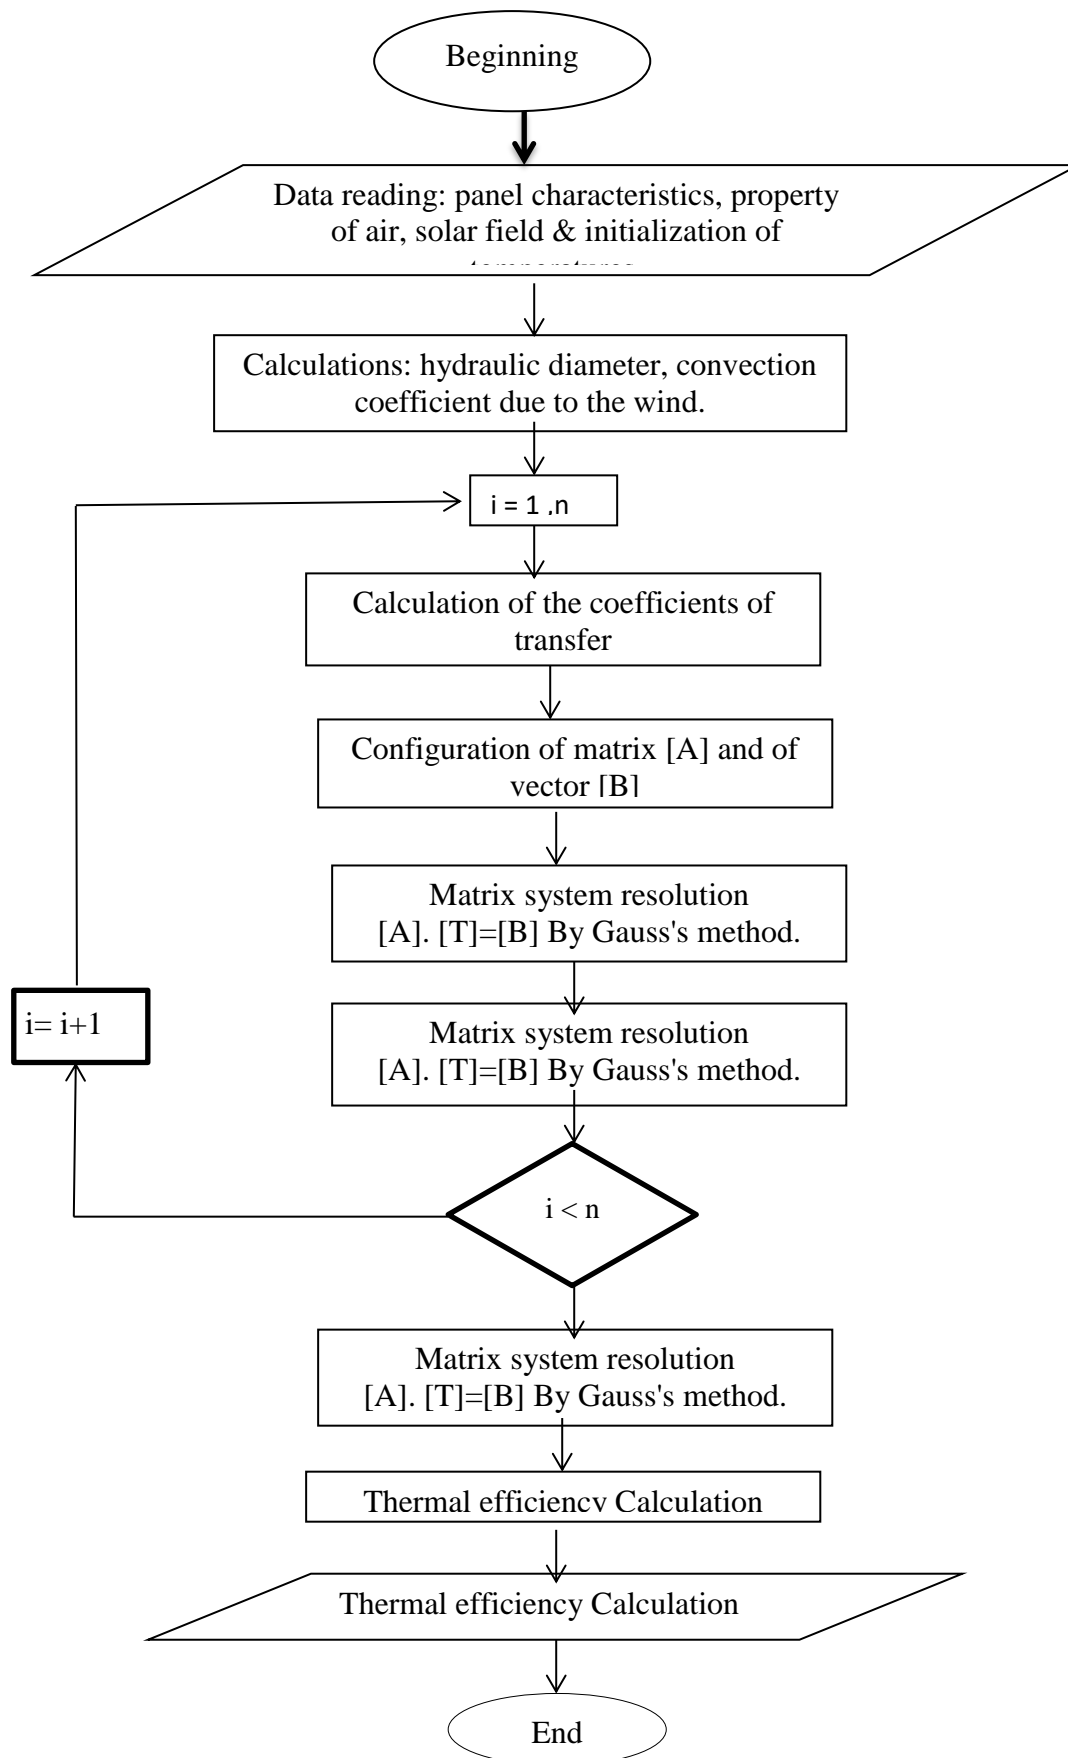 Beginning
Data reading: panel characteristics, property
of air, solar field & initialization of
temperatures
Calculations: hydraulic diameter, convection
coefficient due to the wind.
i = 1 ,n
Calculation of the coefficients of
transfer
Configuration of matrix [A] and of
vector [B]
Matrix system resolution
[A]. [T]=[B] By Gauss's method.
i= i+1
Matrix system resolution
[A]. [T]=[B] By Gauss's method.
i < n
Matrix system resolution
[A]. [T]=[B] By Gauss's method.
Thermal efficiency Calculation
Thermal efficiency Calculation
End